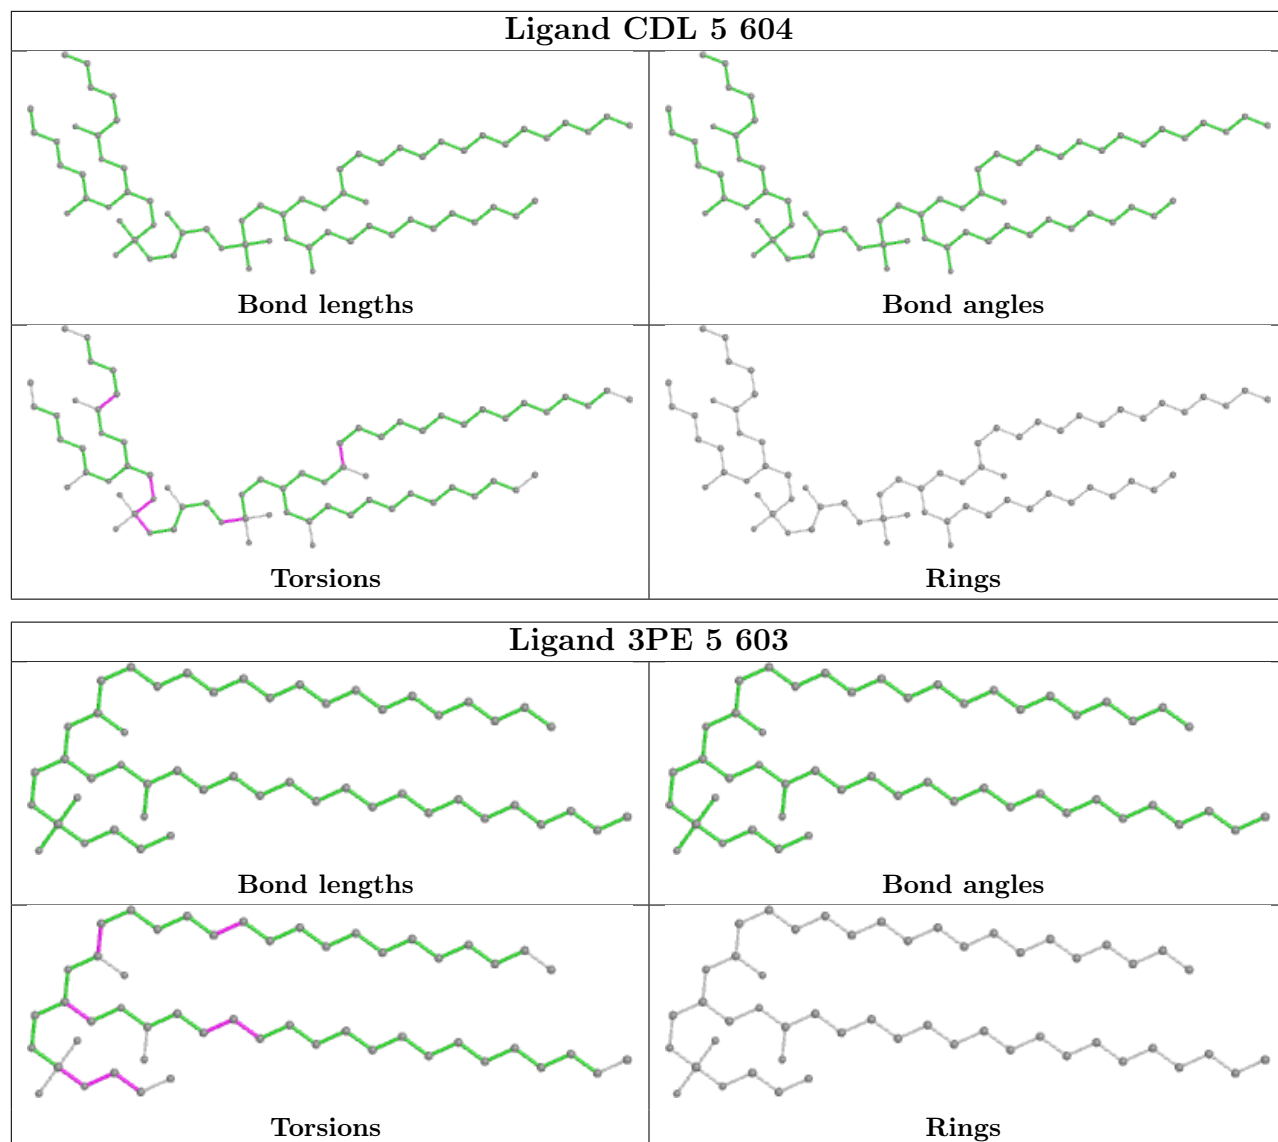 Ligand CDL 5 604
Bond lengths
Bond angles
Torsions
Rings
Ligand 3PE 5 603
Bond lengths
Bond angles
Torsions
Rings